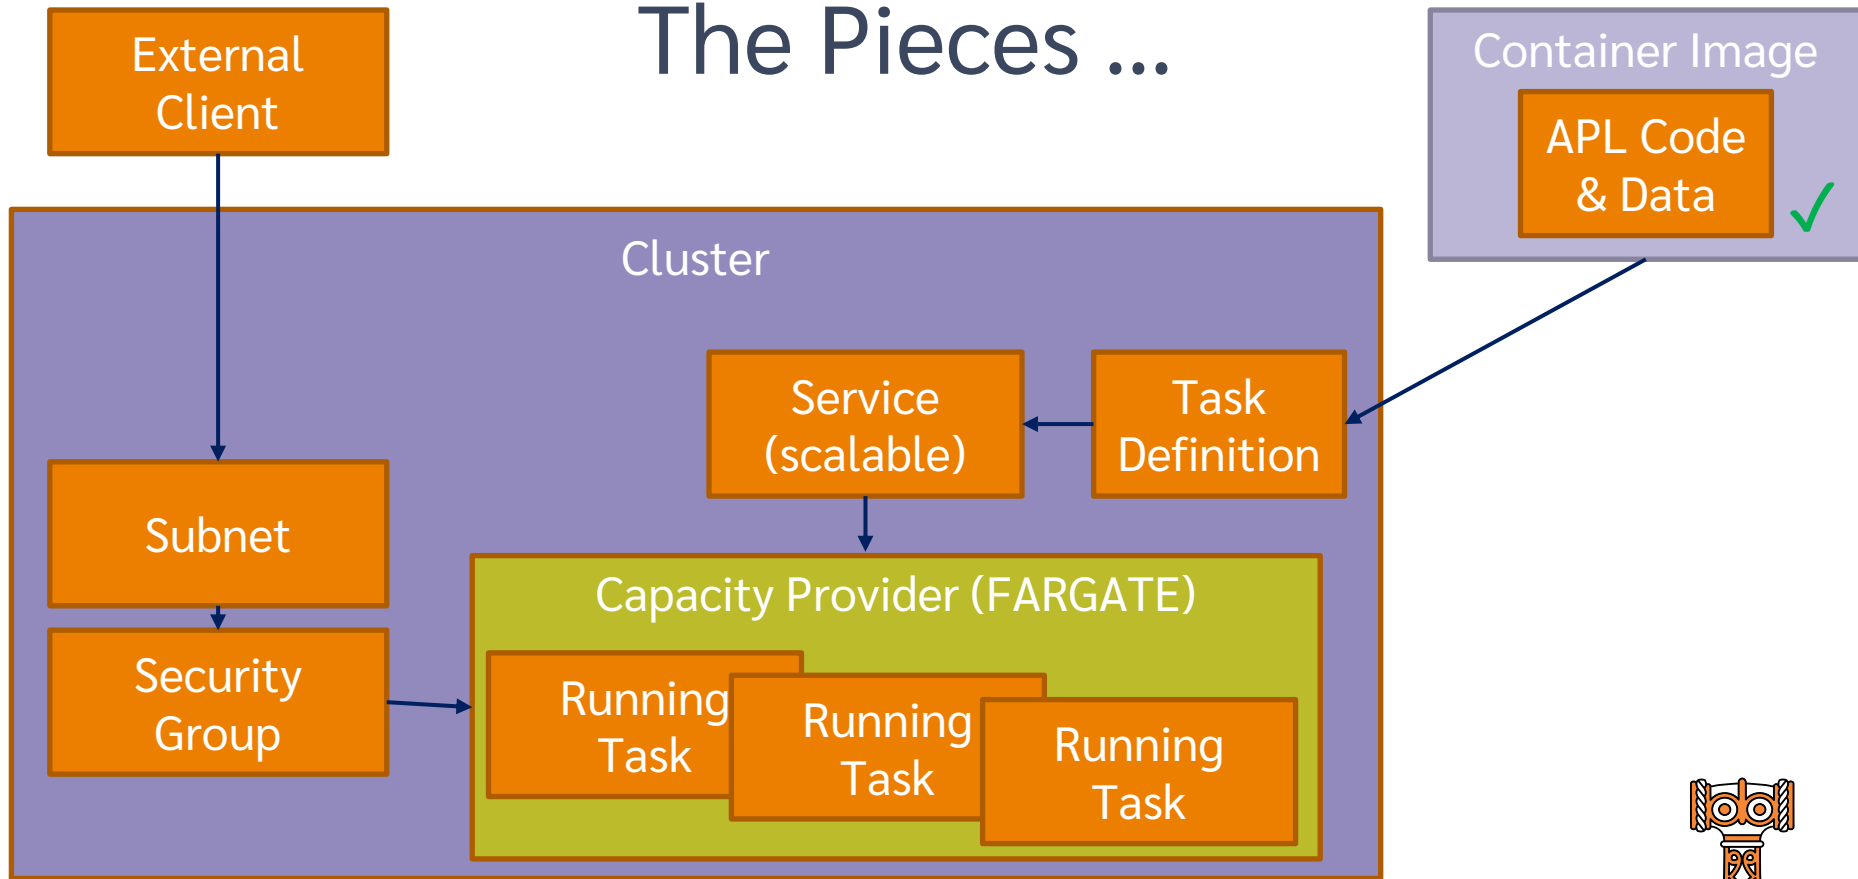 The Pieces ...
External
Client
Container Image
APL Code
& Data
Cluster
Service
(scalable)
Task
Definition
Subnet
Security
Group
Capacity Provider (FARGATE)
Running
Task
Running
Task
Running
Task